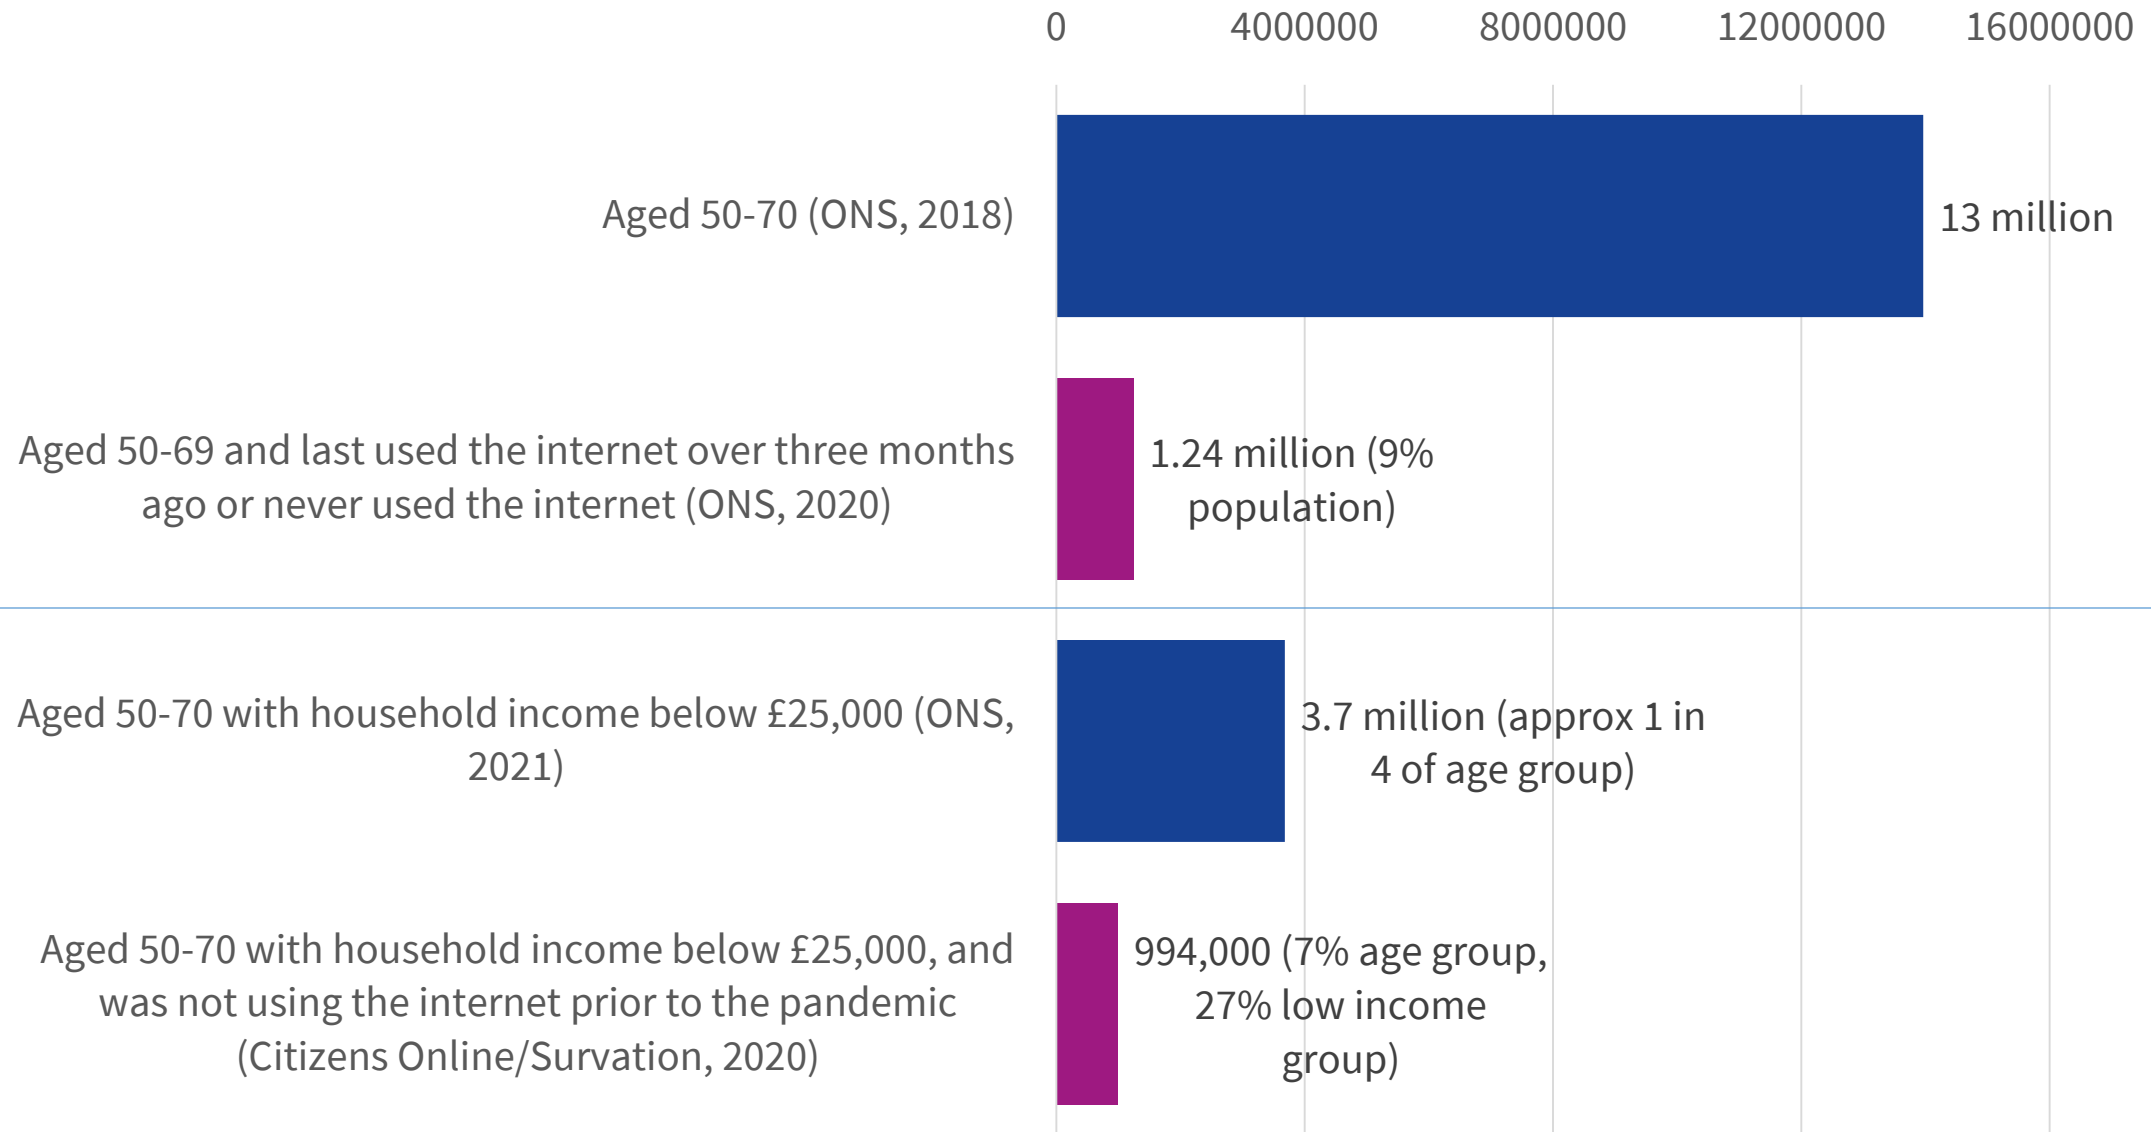 0 4000000 8000000 12000000 16000000
Aged 50-70 (ONS, 2018)
13 million
Aged 50-69 and last used the internet over three months
ago or never used the internet (ONS, 2020)
1.24 million (9%
population)
Aged 50-70 with household income below £25,000 (ONS,
2021)
3.7 million (approx 1 in
4 of age group)
Aged 50-70 with household income below £25,000, and
was not using the internet prior to the pandemic
(Citizens Online/Survation, 2020)
994,000 (7% age group,
27% low income
group)